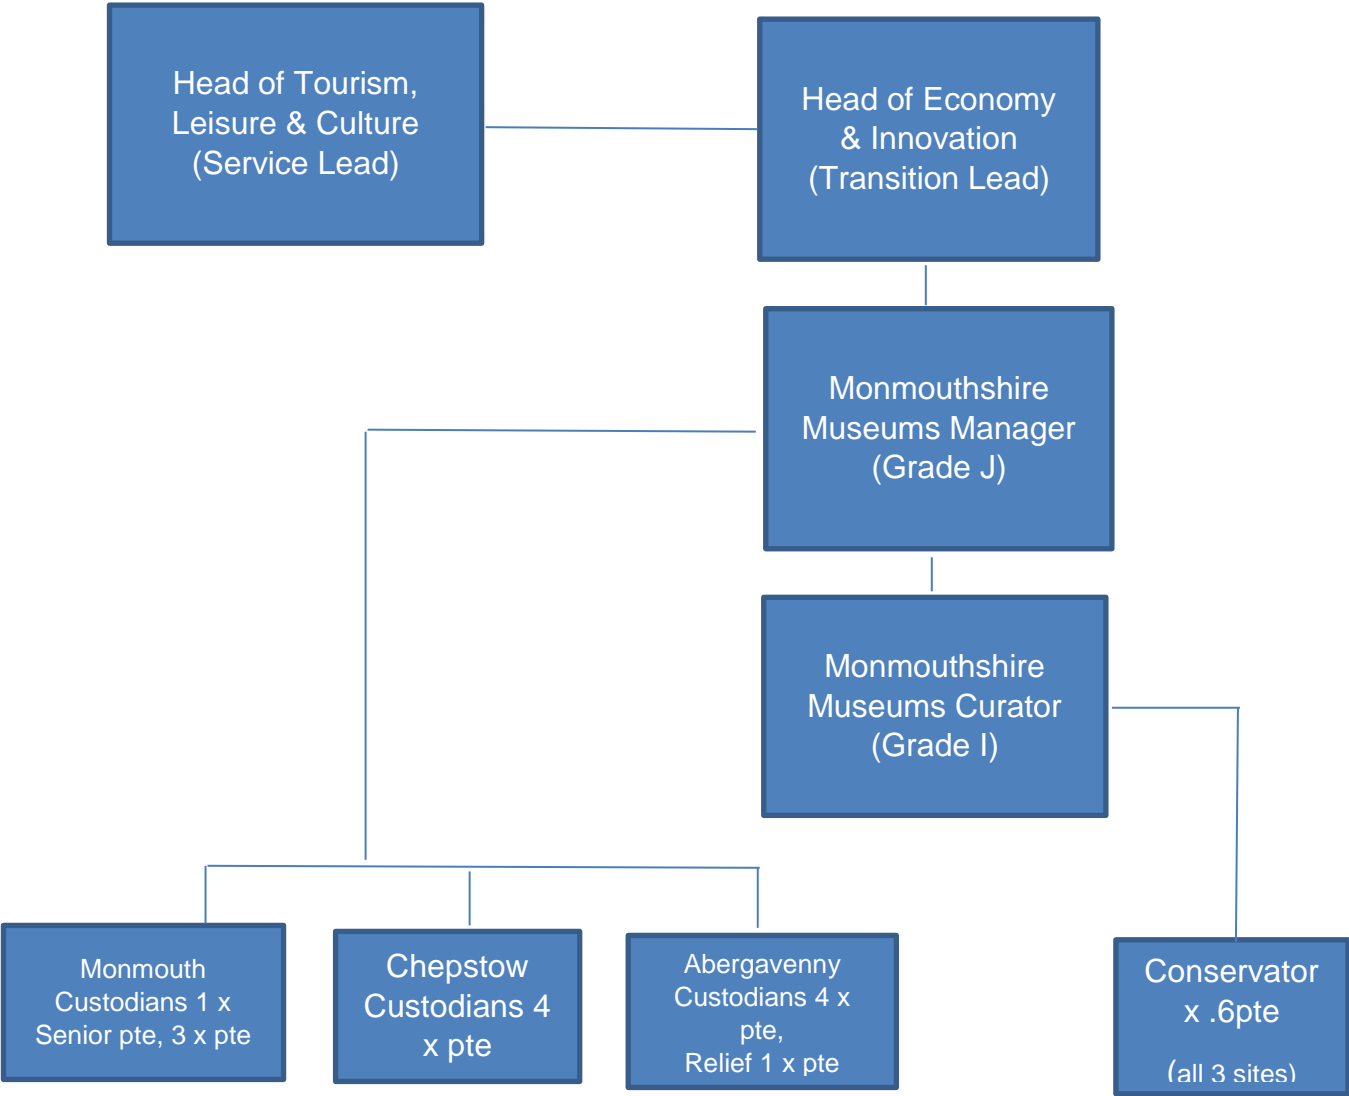 Head of Tourism,
Leisure & Culture
(Service Lead)
Head of Economy
& Innovation
(Transition Lead)
Monmouthshire
Museums Manager
(Grade J)
Monmouthshire
Museums Curator
(Grade I)
Monmouth
Custodians 1 x
Senior pte, 3 x pte
Chepstow
Custodians 4
x pte
Abergavenny
Custodians 4 x
pte,
Relief 1 x pte
Conservator
x .6pte
(all 3 sites)